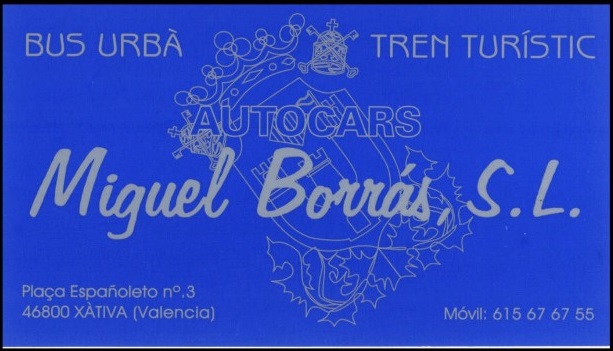 BUS URBÀ
TREN TURÍSTIC
AUTOCARS
Miguel Borrás, S.L.
Plaça Españoleto nº.3
46800 XÀTIVA (Valencia)
Móvil: 615 67 67 55